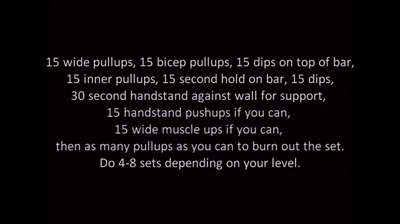 15 wide pullups, 15 bicep pullups, 15 dips on top of bar,
15 inner pullups, 15 second hold on bar, 15 dips,
30 second handstand against wall for support,
15 handstand pushups if you can,
15 wide muscle ups if you can,
then as many pullups as you can to burn out the set.
Do 4-8 sets depending on your level.